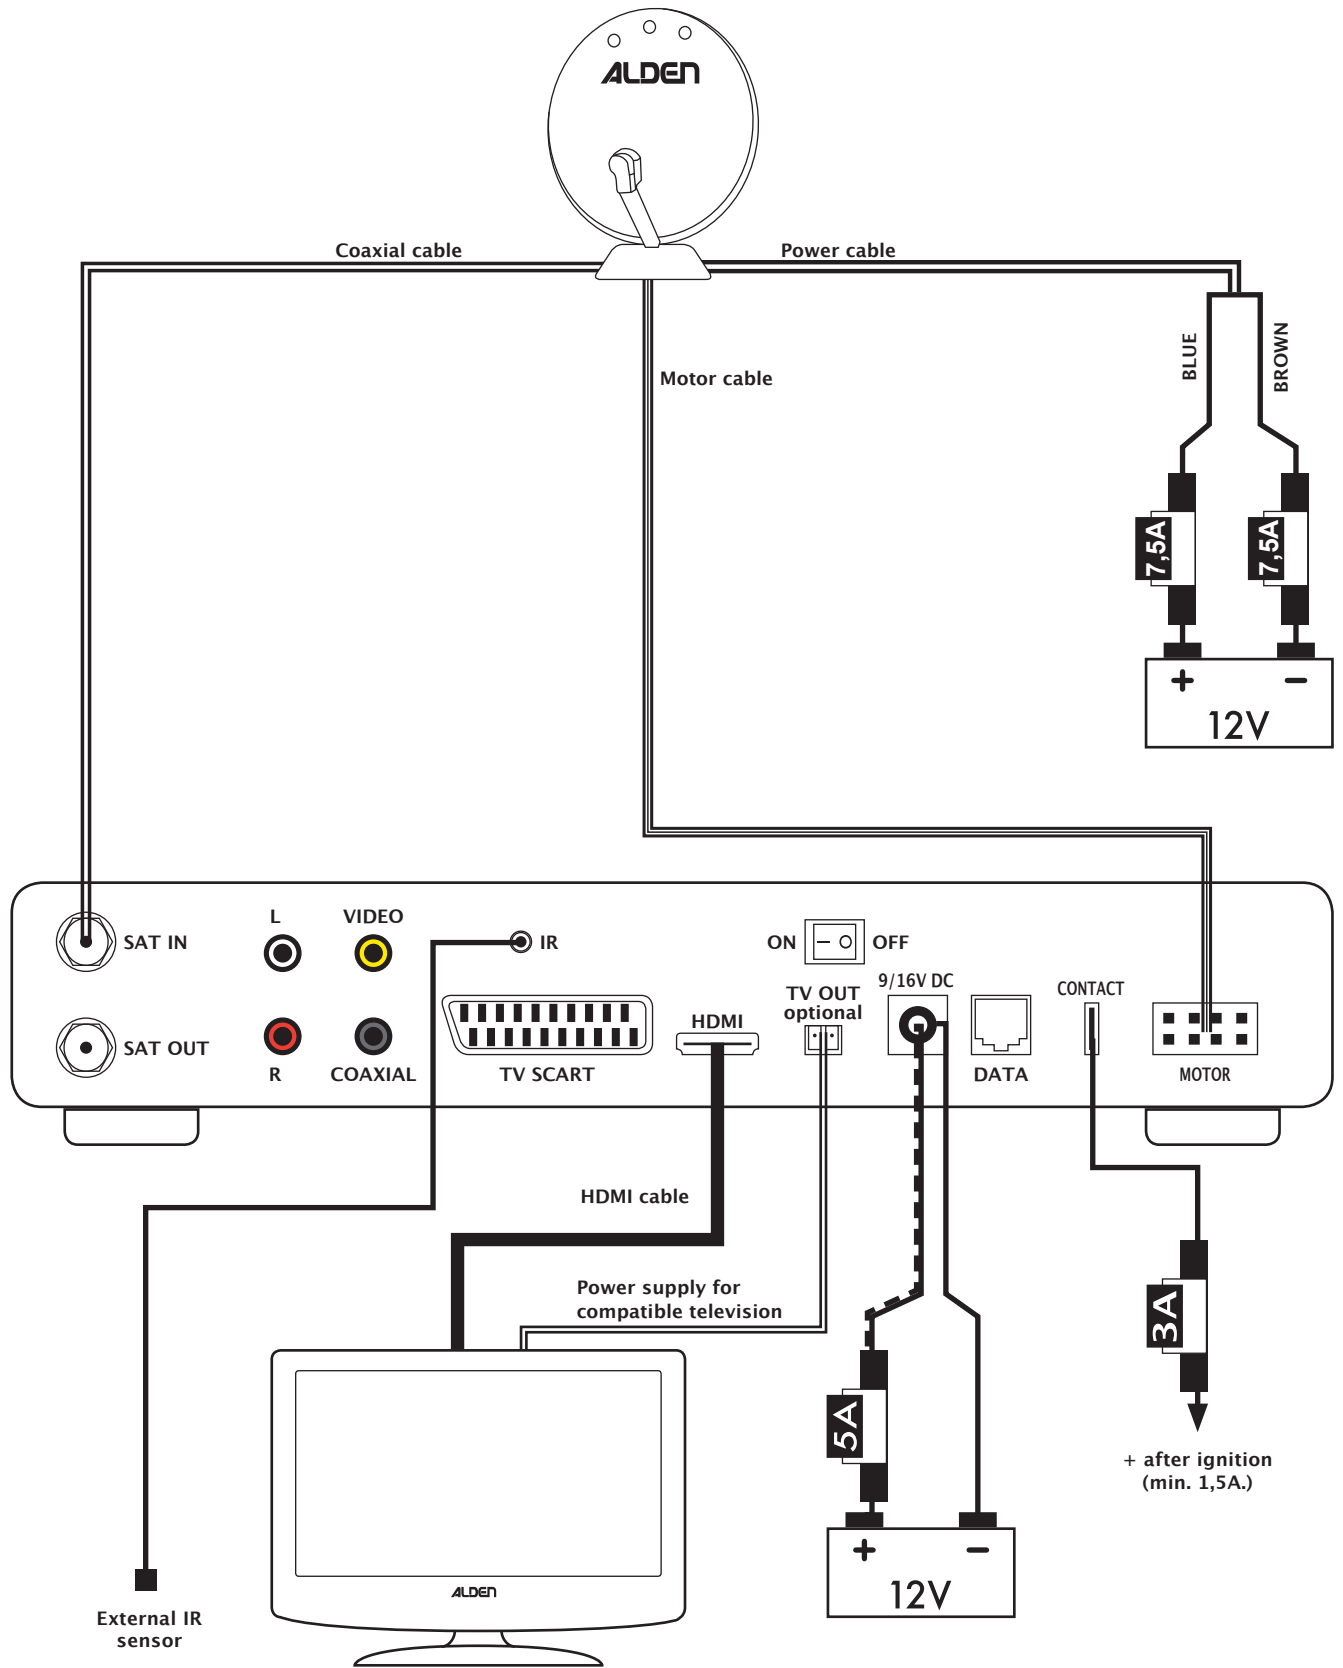 ALDEN
Coaxial cable
Power cable
BLUE
BROWN
Motor cable
7,5A
7,5A
+ −
12V
L
VIDEO
SAT IN
IR
ON
OFF
9/16V DC
TV OUT
optional
CONTACT
HDMI
SAT OUT
R
COAXIAL
TV SCART
DATA
MOTOR
HDMI cable
Power supply for
compatible television
3A
5A
+ after ignition
(min. 1,5A.)
+ −
12V
ALDEN
External IR
sensor